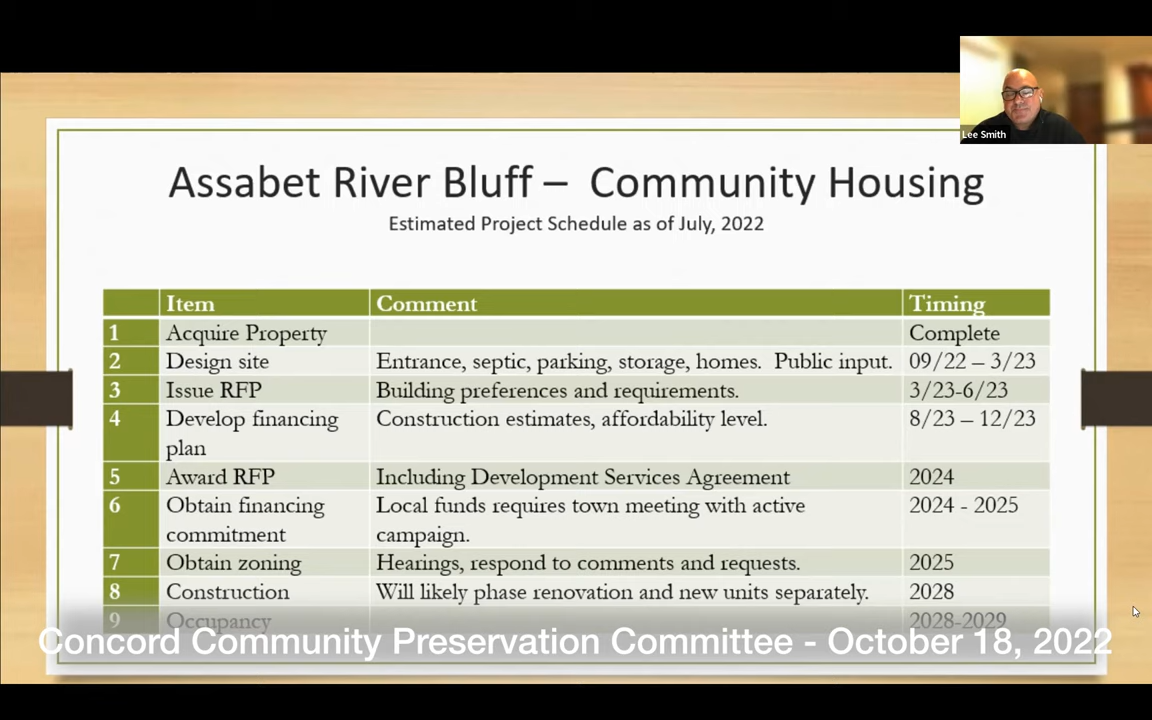 Lee Smith
Assabet River Bluff – Community Housing
Estimated Project Schedule as of July, 2022
Item Comment Timing
1 Acquire Property Complete
2 Design site Entrance, septic, parking, storage, homes. Public input. 09/22 – 3/23
3 Issue RFP Building preferences and requirements. 3/23-6/23
4 Develop financing Construction estimates, affordability level. 8/23 – 12/23
plan
5 Award RFP Including Development Services Agreement 2024
6 Obtain financing Local funds requires town meeting with active 2024 - 2025
commitment campaign.
7 Obtain zoning Hearings, respond to comments and requests. 2025
8 Construction Will likely phase renovation and new units separately. 2028
9 Occupancy 2028-2029
Concord Community Preservation Committee - October 18, 2022